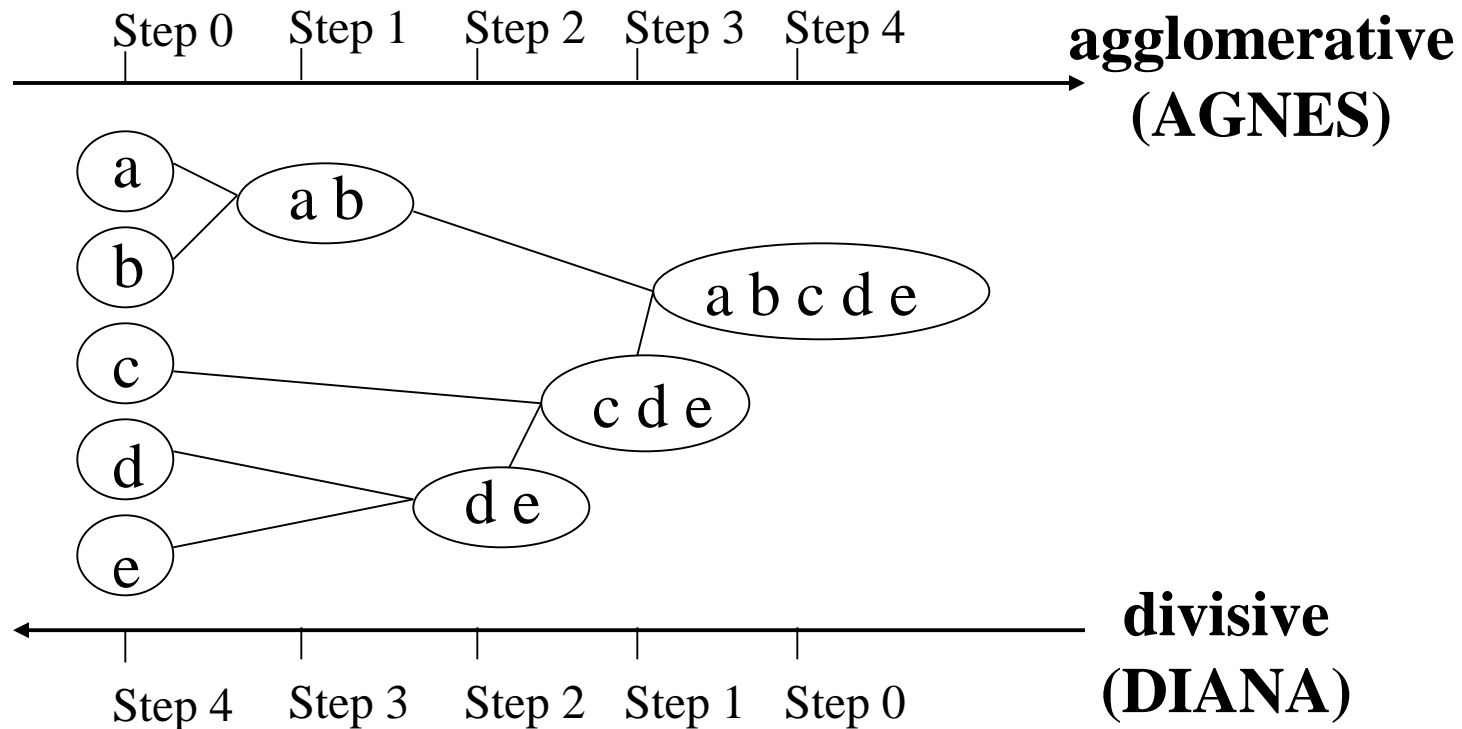 Step 0 Step 1 Step 2 Step 3 Step 4
agglomerative
(AGNES)
a
a b
b
a b c d e
c
c d e
d
d e
e
divisive
(DIANA)
Step 4 Step 3 Step 2 Step 1 Step 0